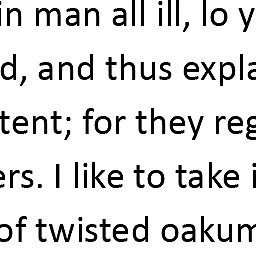 in man all ill, lo y
d, and thus expla
tent; for they reg
ers. I like to take i
of twisted oakum